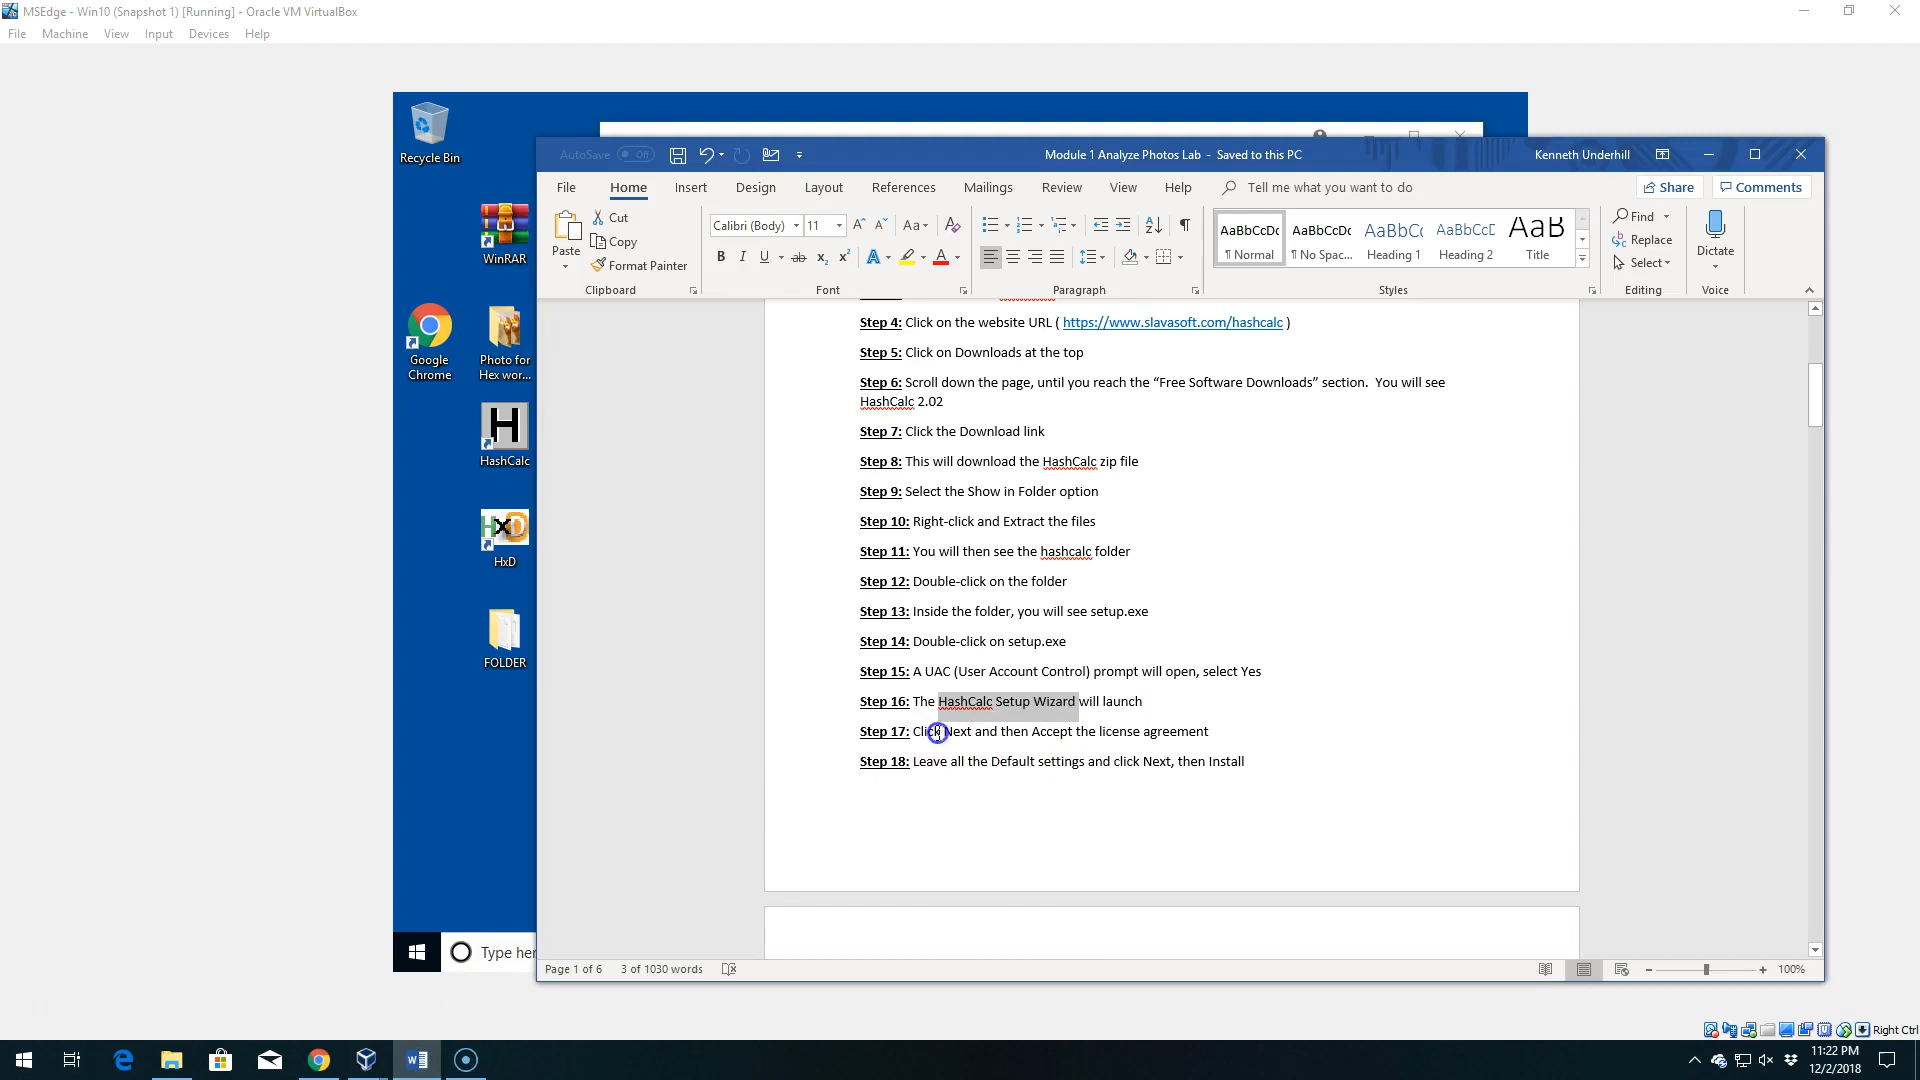 MSEdge - Win10 (Snapshot 1) [Running] - Oracle VM VirtualBox
File Machine View Input Devices Help
Recycle Bin
WinRAR
Google
Chrome
Photo for
Hex wor...
HashCalc
HxD
FOLDER
Type her
AutoSave Off
Module 1 Analyze Photos Lab - Saved to this PC
Kenneth Underhill
File Home Insert Design Layout References Mailings Review View Help Tell me what you want to do
Share Comments
Paste
Cut
Copy
Format Painter
Clipboard
Calibri (Body) 11
Font
Paragraph
AaBbCcDc AaBbCcDc AaBbCc AaBbCcD AaB
¶ Normal ¶ No Spac... Heading 1 Heading 2 Title
Styles
Find
Replace
Select
Editing
Dictate
Voice
Step 4: Click on the website URL ( https://www.slavasoft.com/hashcalc )
Step 5: Click on Downloads at the top
Step 6: Scroll down the page, until you reach the “Free Software Downloads” section. You will see
HashCalc 2.02
Step 7: Click the Download link
Step 8: This will download the HashCalc zip file
Step 9: Select the Show in Folder option
Step 10: Right-click and Extract the files
Step 11: You will then see the hashcalc folder
Step 12: Double-click on the folder
Step 13: Inside the folder, you will see setup.exe
Step 14: Double-click on setup.exe
Step 15: A UAC (User Account Control) prompt will open, select Yes
Step 16: The HashCalc Setup Wizard will launch
Step 17: Click Next and then Accept the license agreement
Step 18: Leave all the Default settings and click Next, then Install
Page 1 of 6 3 of 1030 words
100%
Right Ctrl
11:22 PM
12/2/2018